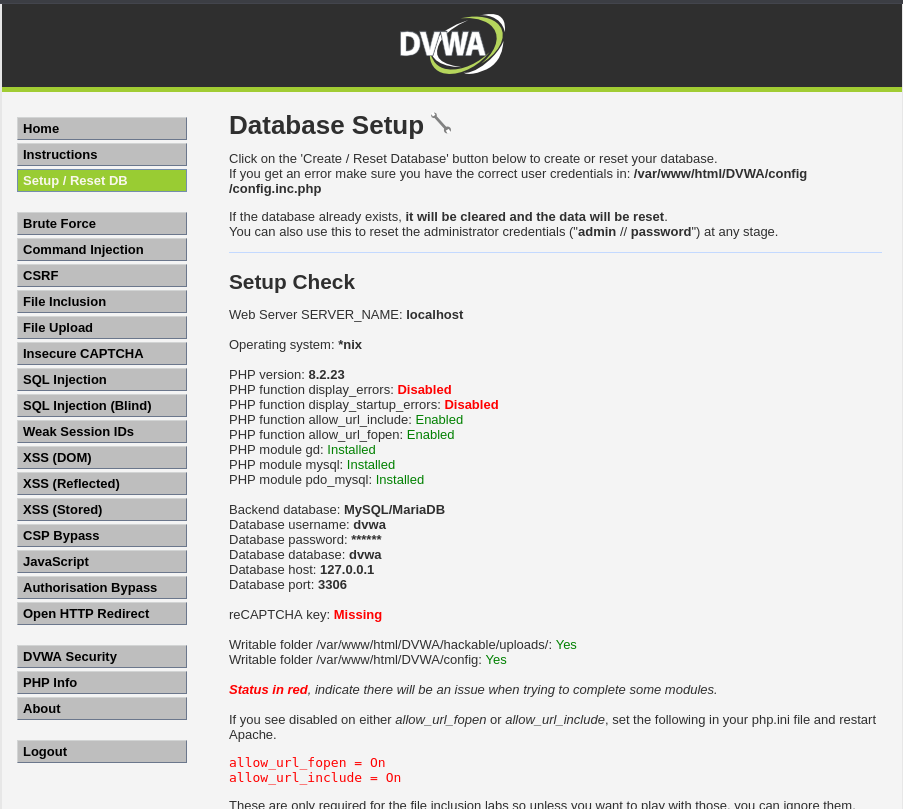 DVWA
Home
Instructions
Setup / Reset DB
Brute Force
Command Injection
CSRF
File Inclusion
File Upload
Insecure CAPTCHA
SQL Injection
SQL Injection (Blind)
Weak Session IDs
XSS (DOM)
XSS (Reflected)
XSS (Stored)
CSP Bypass
JavaScript
Authorisation Bypass
Open HTTP Redirect
DVWA Security
PHP Info
About
Logout
Database Setup
Click on the 'Create / Reset Database' button below to create or reset your database.
If you get an error make sure you have the correct user credentials in: /var/www/html/DVWA/config
/config.inc.php
If the database already exists, it will be cleared and the data will be reset.
You can also use this to reset the administrator credentials ("admin // password") at any stage.
Setup Check
Web Server SERVER_NAME: localhost
Operating system: *nix
PHP version: 8.2.23
PHP function display_errors: Disabled
PHP function display_startup_errors: Disabled
PHP function allow_url_include: Enabled
PHP function allow_url_fopen: Enabled
PHP module gd: Installed
PHP module mysql: Installed
PHP module pdo_mysql: Installed
Backend database: MySQL/MariaDB
Database username: dvwa
Database password: ******
Database database: dvwa
Database host: 127.0.0.1
Database port: 3306
reCAPTCHA key: Missing
Writable folder /var/www/html/DVWA/hackable/uploads/: Yes
Writable folder /var/www/html/DVWA/config: Yes
Status in red, indicate there will be an issue when trying to complete some modules.
If you see disabled on either allow_url_fopen or allow_url_include, set the following in your php.ini file and restart
Apache.
allow_url_fopen = On
allow_url_include = On
These are only required for the file inclusion labs so unless you want to play with those, you can ignore them.